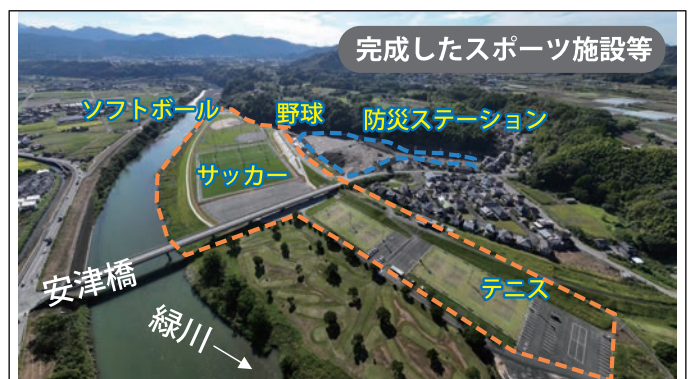 完成したスポーツ施設等
ソフトボール
野球
防災ステーション
サッカー
テニス
安津橋
緑川